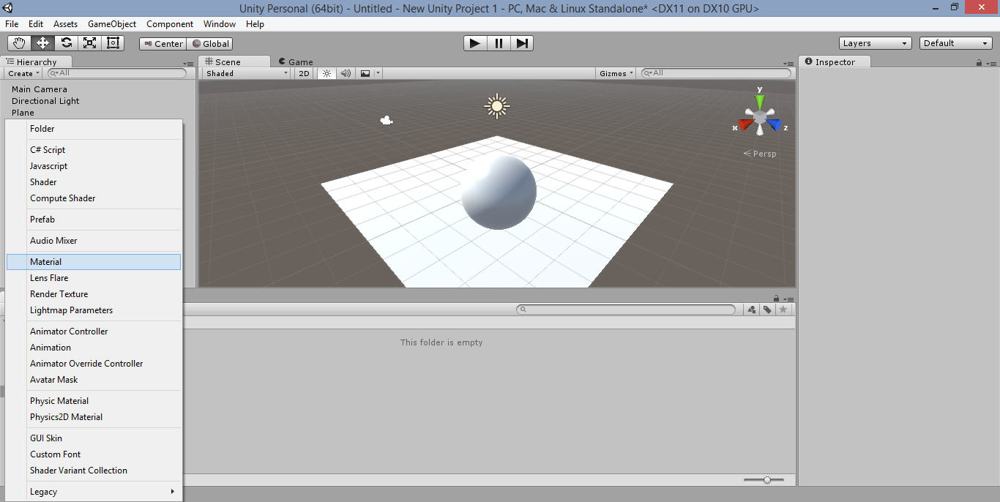 Unity Personal (64bit) - Untitled - New Unity Project 1 - PC, Mac & Linux Standalone* <DX11 on DX10 GPU>
File Edit Assets GameObject Component Window Help
Center Global Layers Default
Hierarchy
Create All
Main Camera
Directional Light
Plane
Folder
C# Script
Javascript
Shader
Compute Shader
Prefab
Audio Mixer
Material
Lens Flare
Render Texture
Lightmap Parameters
Animator Controller
Animation
Animator Override Controller
Avatar Mask
Physic Material
Physics2D Material
GUI Skin
Custom Font
Shader Variant Collection
Legacy
Scene Game
Shaded 2D Gizmos All
y
x z
Persp
This folder is empty
Inspector